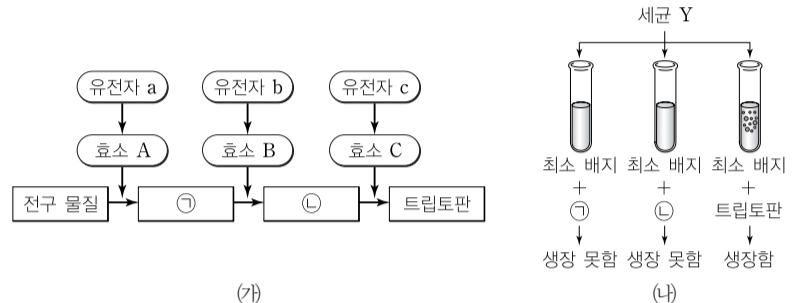 세균 Y
유전자 a 유전자 b 유전자 c
효소 A 효소 B 효소 C
전구 물질 ㉠ ㉡ 트립토판
(가)
최소 배지 최소 배지 최소 배지
+ + +
㉠ ㉡ 트립토판
생장 못함 생장 못함 생장함
(나)